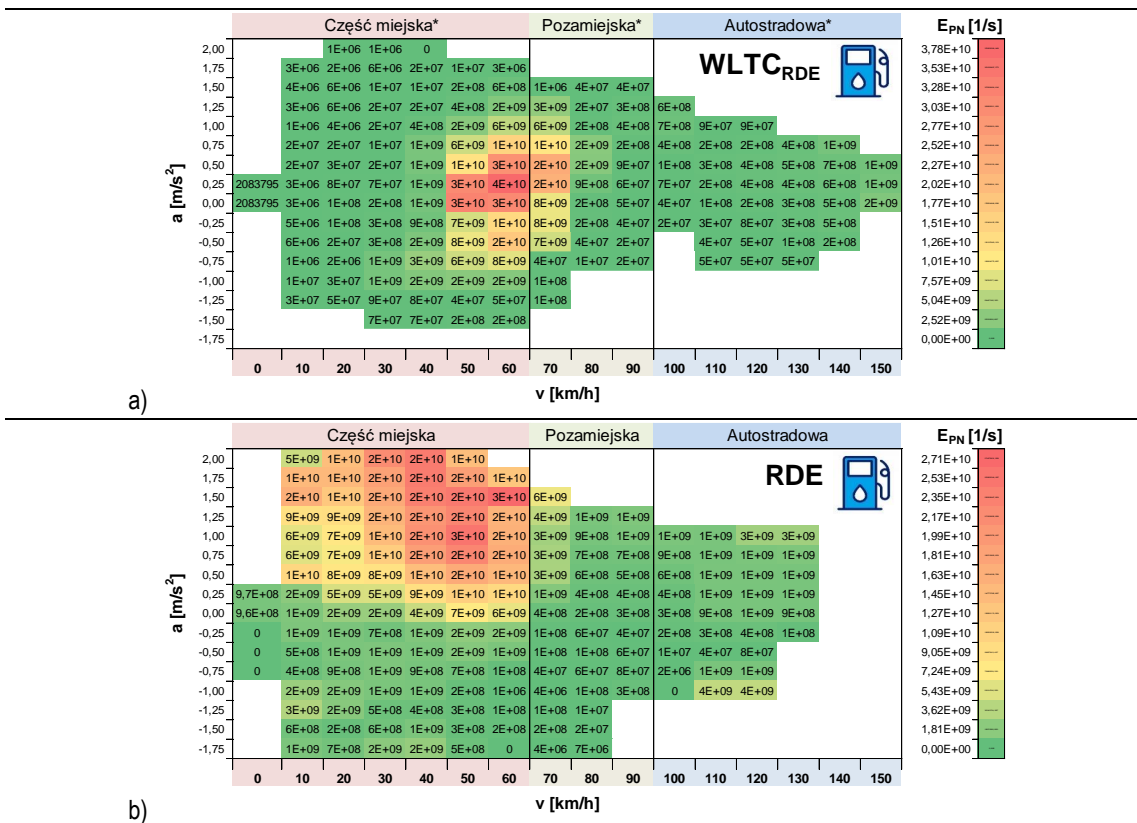 Część miejska* Pozamiejska* Autostradowa* E_PN [1/s]
WLTC_RDE
a [m/s²]
2,00 1E+06 1E+06 0 3,78E+10
1,75 3E+06 2E+06 6E+06 2E+07 1E+07 3E+06 3,53E+10
1,50 4E+06 6E+06 1E+07 1E+07 2E+08 6E+08 1E+06 4E+07 4E+07 3,28E+10
1,25 3E+06 6E+06 2E+07 2E+07 4E+08 2E+09 3E+09 2E+07 3E+08 6E+08 3,03E+10
1,00 1E+06 4E+06 2E+07 4E+08 2E+09 6E+09 6E+09 2E+08 4E+08 7E+08 9E+07 9E+07 2,77E+10
0,75 2E+07 2E+07 1E+07 1E+09 6E+09 1E+10 1E+10 2E+09 2E+08 4E+08 2E+08 2E+08 4E+08 1E+09 2,52E+10
0,50 2E+07 3E+07 2E+07 1E+09 1E+10 3E+10 2E+10 2E+09 9E+07 1E+08 3E+08 4E+08 5E+08 7E+08 1E+09 2,27E+10
0,25 2083795 3E+06 8E+07 7E+07 1E+09 3E+10 4E+10 2E+10 9E+08 6E+07 7E+07 2E+08 4E+08 4E+08 6E+08 1E+09 2,02E+10
0,00 2083795 3E+06 1E+08 2E+08 1E+09 3E+10 3E+10 8E+09 2E+08 5E+07 4E+07 1E+08 2E+08 3E+08 5E+08 2E+09 1,77E+10
-0,25 5E+06 1E+08 3E+08 9E+08 7E+09 1E+10 8E+09 2E+08 4E+07 2E+07 3E+07 8E+07 3E+08 5E+08 1,51E+10
-0,50 6E+06 2E+07 3E+08 2E+09 8E+09 2E+10 7E+09 4E+07 2E+07 4E+07 5E+07 1E+08 2E+08 1,26E+10
-0,75 1E+06 2E+06 1E+09 3E+09 6E+09 8E+09 4E+07 1E+07 2E+07 5E+07 5E+07 5E+07 1,01E+10
-1,00 1E+07 3E+07 1E+09 2E+09 2E+09 2E+09 1E+08 7,57E+09
-1,25 3E+07 5E+07 9E+07 8E+07 4E+07 5E+07 1E+08 5,04E+09
-1,50 7E+07 7E+07 2E+08 2E+08 2,52E+09
-1,75 0,00E+00
0 10 20 30 40 50 60 70 80 90 100 110 120 130 140 150
v [km/h]
a)
Część miejska Pozamiejska Autostradowa E_PN [1/s]
RDE
a [m/s²]
2,00 5E+09 1E+10 2E+10 2E+10 1E+10 2,71E+10
1,75 1E+10 1E+10 2E+10 2E+10 2E+10 1E+10 2,53E+10
1,50 2E+10 1E+10 2E+10 2E+10 2E+10 3E+10 6E+09 2,35E+10
1,25 9E+09 9E+09 2E+10 2E+10 2E+10 2E+10 4E+09 1E+09 1E+09 2,17E+10
1,00 6E+09 7E+09 1E+10 2E+10 3E+10 2E+10 3E+09 9E+08 1E+09 1E+09 1E+09 3E+09 3E+09 1,99E+10
0,75 6E+09 7E+09 1E+10 2E+10 2E+10 2E+10 3E+09 7E+08 7E+08 9E+08 1E+09 1E+09 1E+09 1,81E+10
0,50 1E+10 8E+09 8E+09 1E+10 2E+10 1E+10 3E+09 6E+08 5E+08 6E+08 1E+09 1E+09 1E+09 1,63E+10
0,25 9,7E+08 2E+09 5E+09 5E+09 9E+09 1E+10 1E+10 1E+09 4E+08 4E+08 4E+08 1E+09 1E+09 1E+09 1,45E+10
0,00 9,6E+08 1E+09 2E+09 2E+09 4E+09 7E+09 6E+09 4E+08 2E+08 3E+08 3E+08 9E+08 1E+09 9E+08 1,27E+10
-0,25 0 1E+09 1E+09 7E+08 1E+09 2E+09 2E+09 1E+08 6E+07 4E+07 2E+08 3E+08 4E+08 1E+08 1,09E+10
-0,50 0 5E+08 1E+09 1E+09 1E+09 1E+09 2E+09 1E+08 1E+08 6E+08 1E+07 4E+07 8E+07 9,05E+09
-0,75 0 4E+08 9E+08 1E+09 9E+09 7E+08 1E+08 4E+07 6E+07 8E+07 2E+06 1E+09 1E+09 7,24E+09
-1,00 2E+09 2E+09 1E+09 1E+09 2E+08 1E+06 4E+06 1E+08 3E+08 0 4E+09 4E+09 5,43E+09
-1,25 3E+09 2E+09 5E+08 4E+08 3E+08 2E+08 1E+08 1E+07 3,62E+09
-1,50 6E+08 2E+08 6E+08 1E+09 3E+08 2E+08 2E+08 2E+07 1,81E+09
-1,75 1E+09 7E+08 2E+09 2E+09 5E+08 0 4E+06 7E+06 0,00E+00
0 10 20 30 40 50 60 70 80 90 100 110 120 130 140 150
v [km/h]
b)